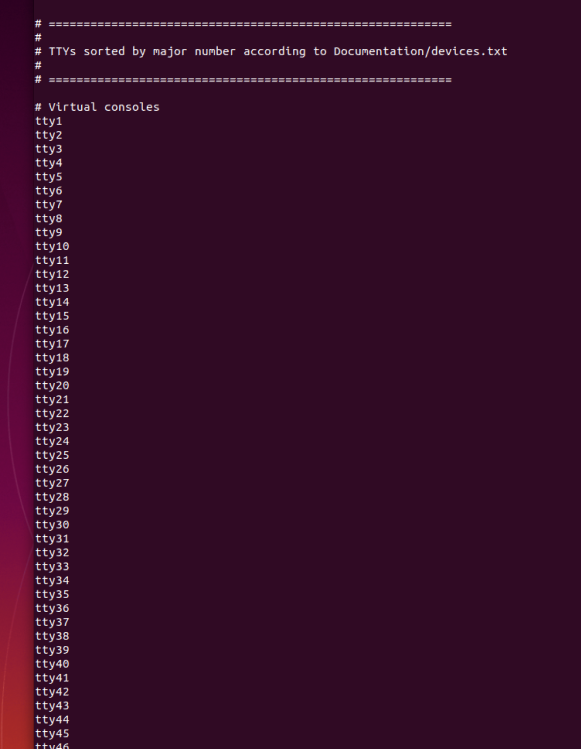 # ==========================================================
#
# TTYs sorted by major number according to Documentation/devices.txt
#
# ==========================================================
# Virtual consoles
tty1
tty2
tty3
tty4
tty5
tty6
tty7
tty8
tty9
tty10
tty11
tty12
tty13
tty14
tty15
tty16
tty17
tty18
tty19
tty20
tty21
tty22
tty23
tty24
tty25
tty26
tty27
tty28
tty29
tty30
tty31
tty32
tty33
tty34
tty35
tty36
tty37
tty38
tty39
tty40
tty41
tty42
tty43
tty44
tty45
tty46